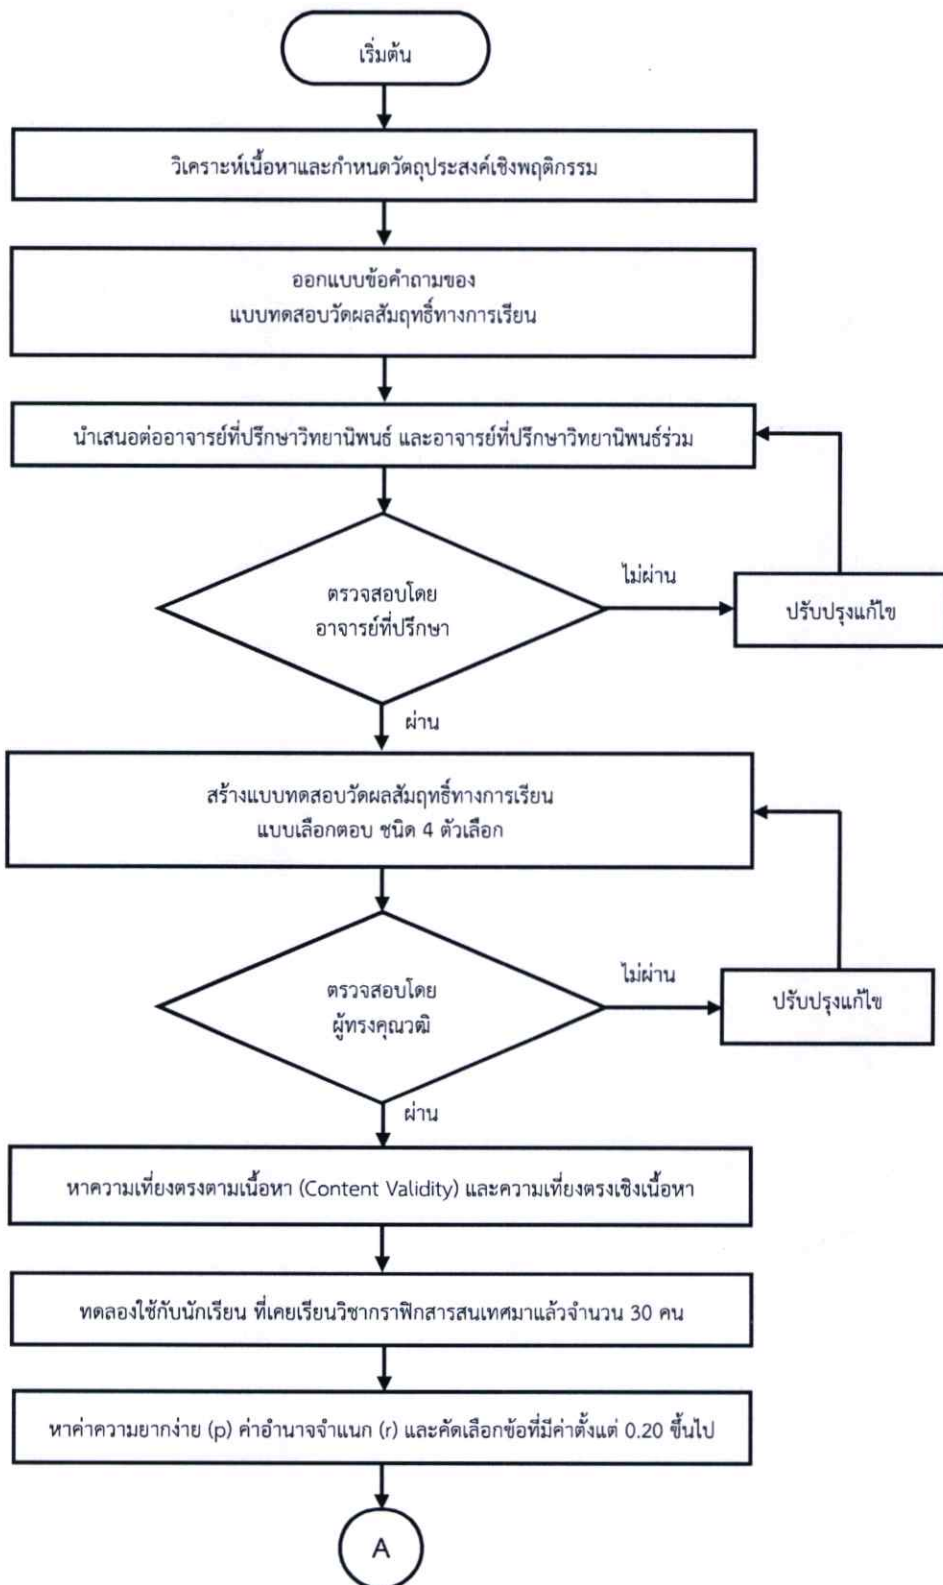 เริ่มต้น
วิเคราะห์เนื้อหาและกำหนดวัตถุประสงค์เชิงพฤติกรรม
ออกแบบข้อคำถามของ
แบบทดสอบวัดผลสัมฤทธิ์ทางการเรียน
นำเสนอต่ออาจารย์ที่ปรึกษาวิทยานิพนธ์ และอาจารย์ที่ปรึกษาวิทยานิพนธ์ร่วม
ตรวจสอบโดย
อาจารย์ที่ปรึกษา
ไม่ผ่าน
ปรับปรุงแก้ไข
ผ่าน
สร้างแบบทดสอบวัดผลสัมฤทธิ์ทางการเรียน
แบบเลือกตอบ ชนิด 4 ตัวเลือก
ตรวจสอบโดย
ผู้ทรงคุณวฒิ
ไม่ผ่าน
ปรับปรุงแก้ไข
ผ่าน
หาความเที่ยงตรงตามเนื้อหา (Content Validity) และความเที่ยงตรงเชิงเนื้อหา
ทดลองใช้กับนักเรียน ที่เคยเรียนวิชากราฟิกสารสนเทศมาแล้วจำนวน 30 คน
หาค่าความยากง่าย (p) ค่าอำนาจจำแนก (r) และคัดเลือกข้อที่มีค่าตั้งแต่ 0.20 ขึ้นไป
A